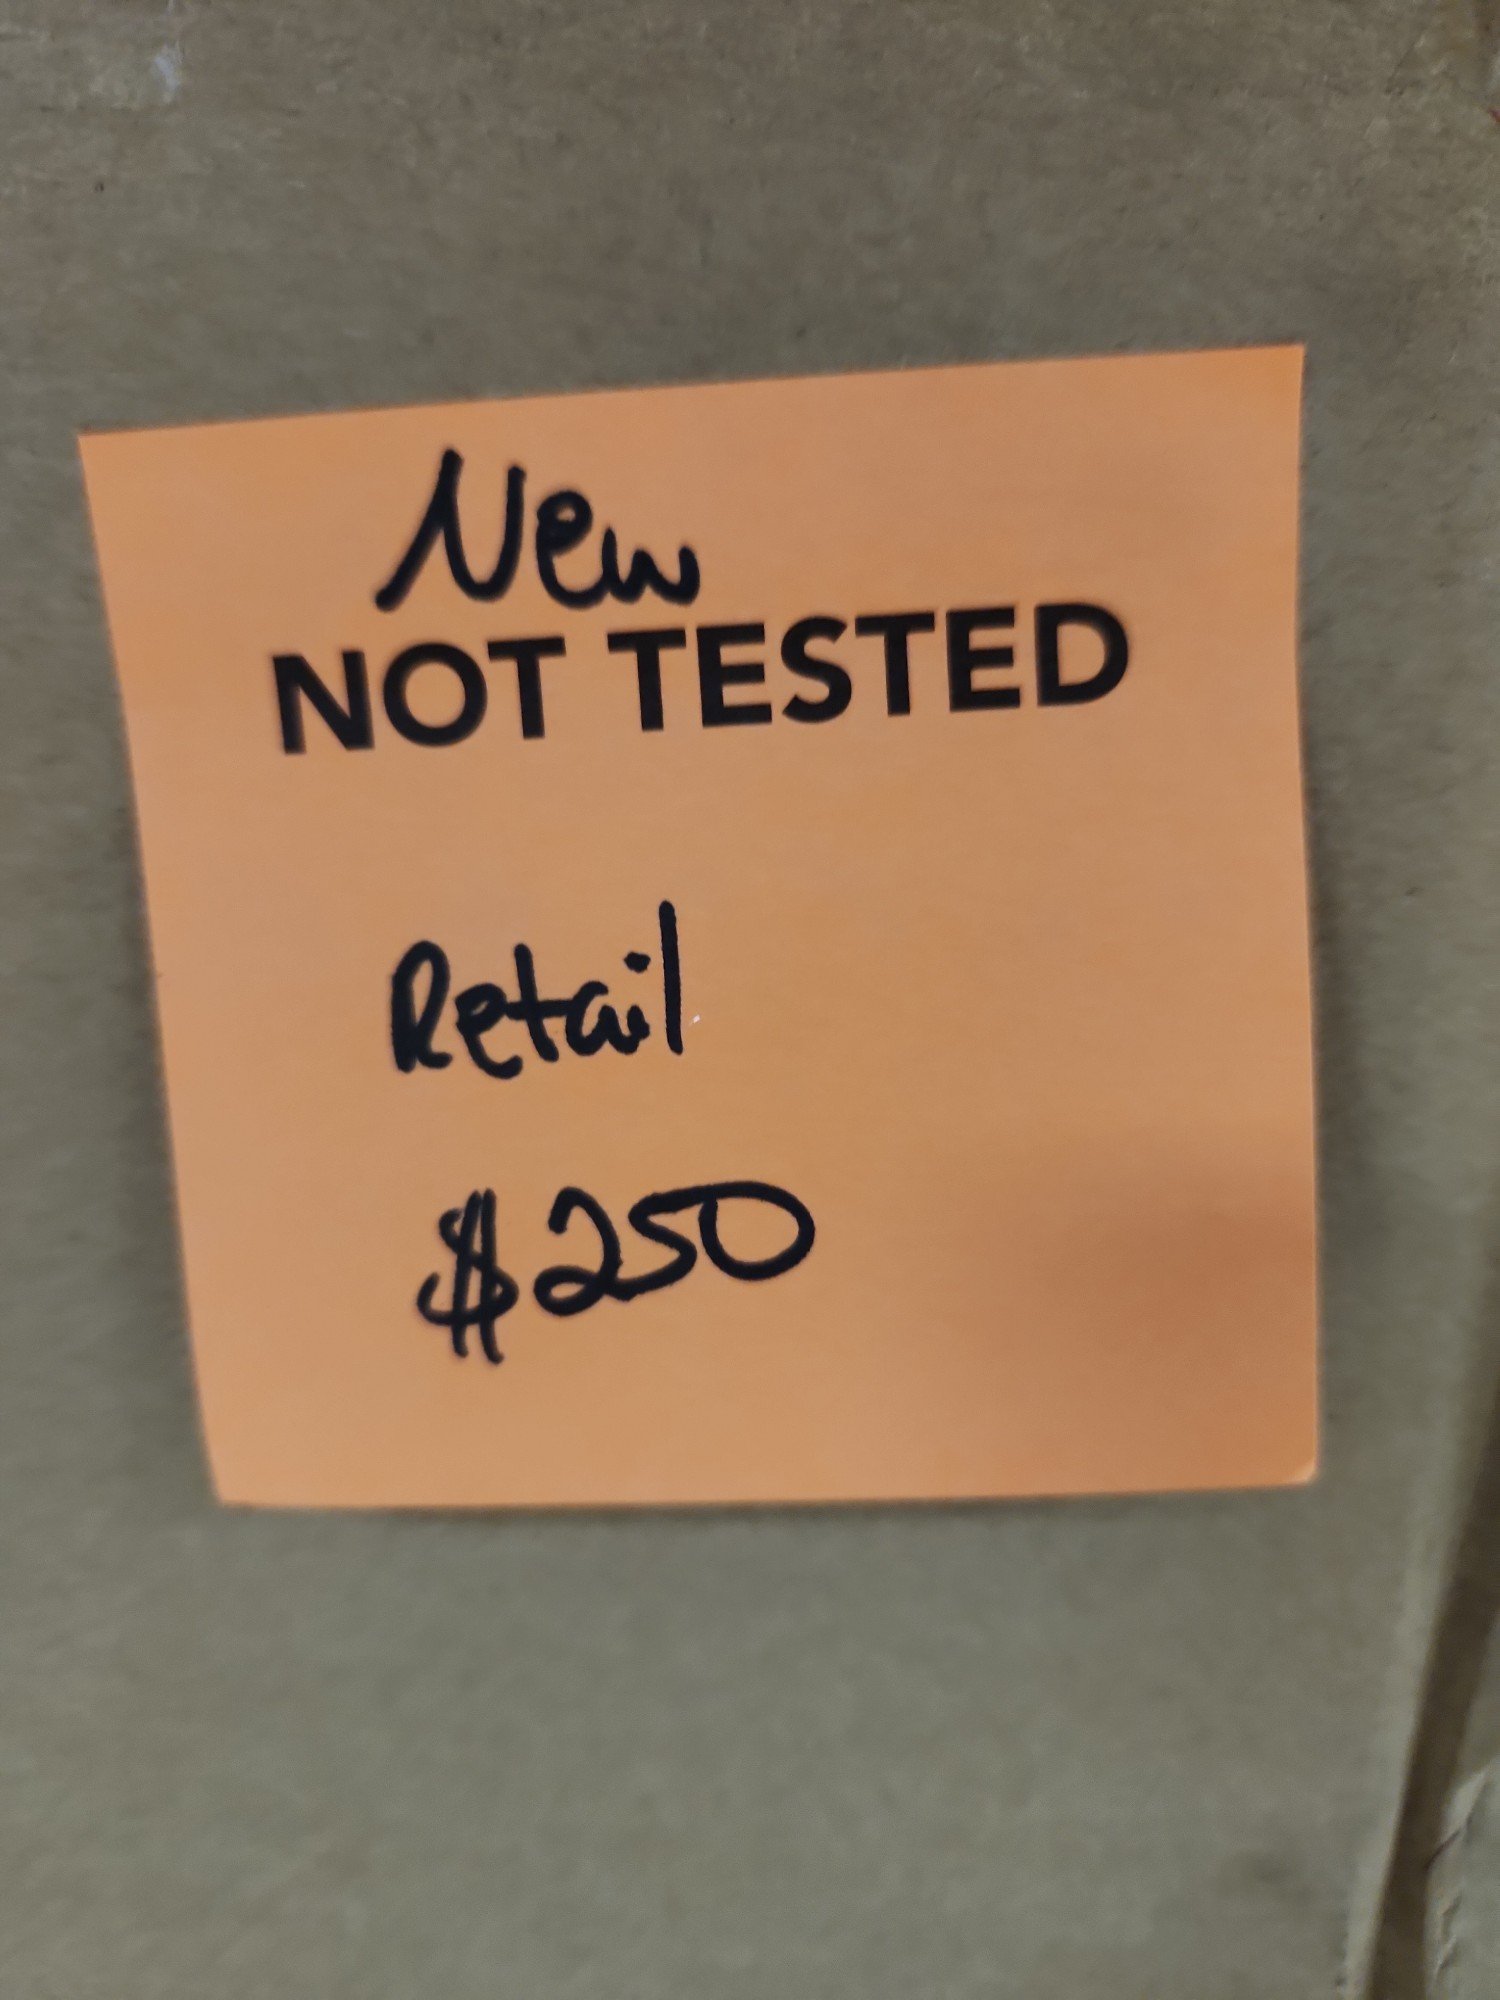 New
NOT TESTED
Retail
$250